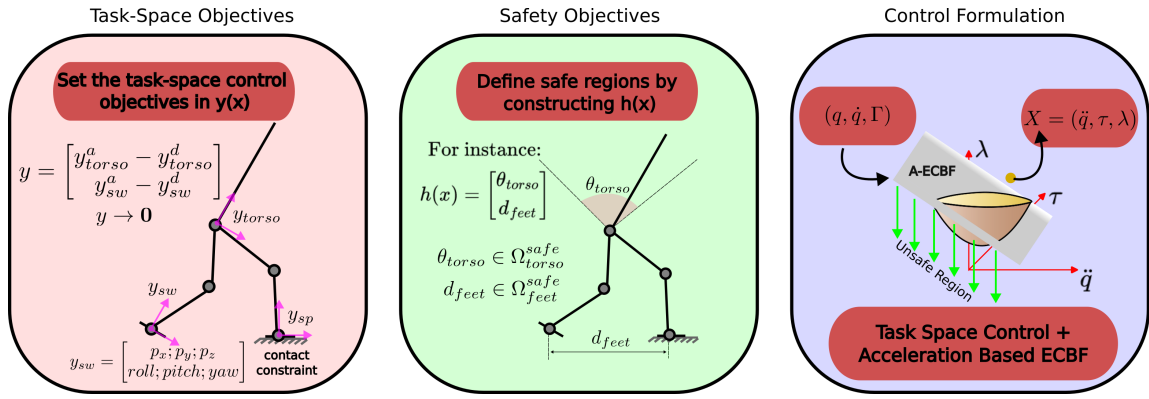 Task-Space Objectives
Set the task-space control
objectives in y(x)
y = [y^a_torso − y^d_torso
y^a_sw − y^d_sw]
y → 0
y_torso
y_sw
y_sp
y_sw = [p_x; p_y; p_z
roll; pitch; yaw]
contact
constraint
Safety Objectives
Define safe regions by
constructing h(x)
For instance:
h(x) = [θ_torso
d_feet]
θ_torso
θ_torso ∈ Ω^safe_torso
d_feet ∈ Ω^safe_feet
d_feet
Control Formulation
(q, q̇, Γ)
X = (q̈, τ, λ)
λ
A-ECBF
τ
Unsafe Region
q̈
Task Space Control +
Acceleration Based ECBF